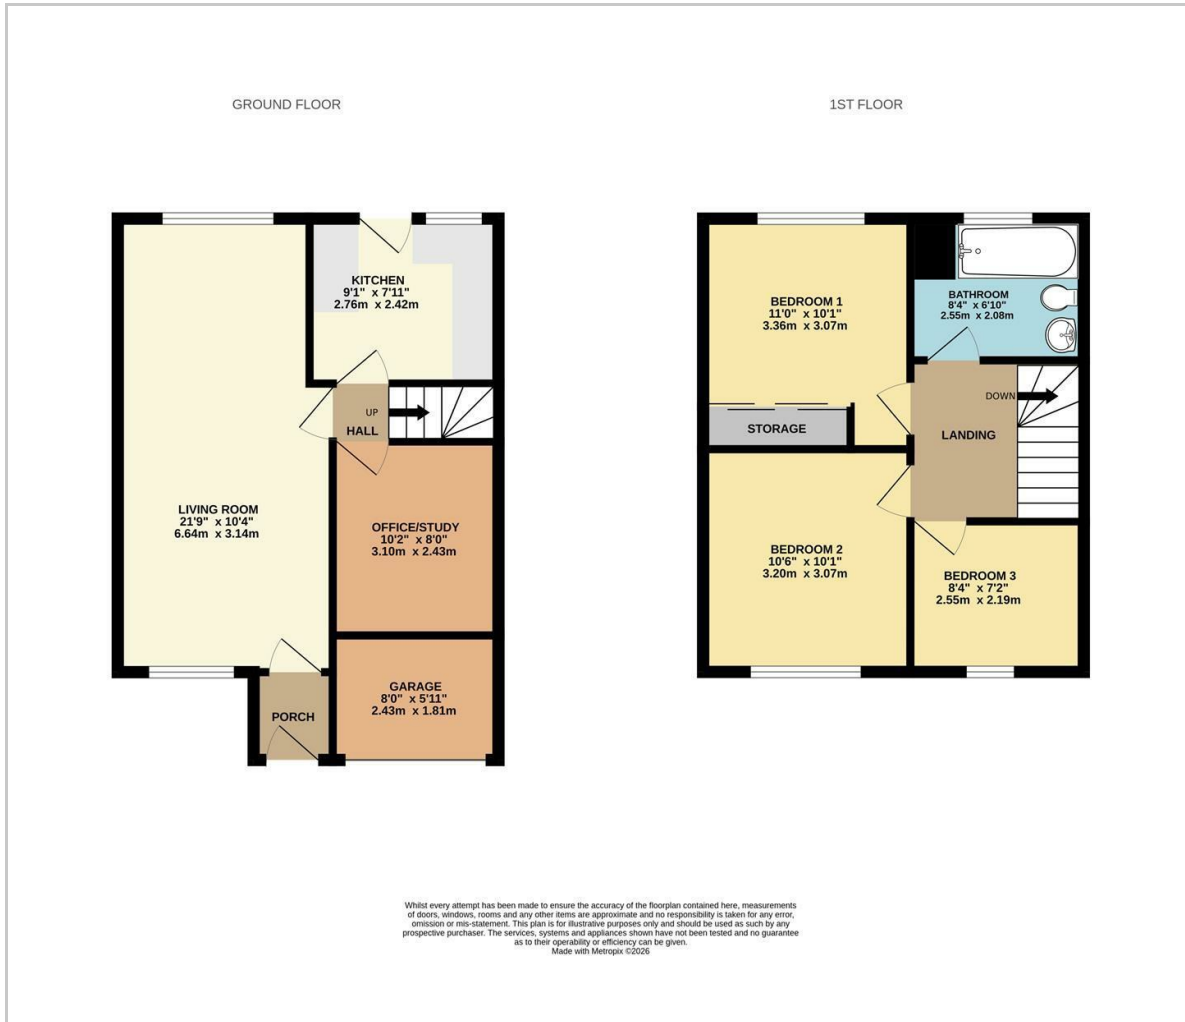 GROUND FLOOR
KITCHEN
9'1" x 7'11"
2.76m x 2.42m
UP
HALL
LIVING ROOM
21'9" x 10'4"
6.64m x 3.14m
OFFICE/STUDY
10'2" x 8'0"
3.10m x 2.43m
GARAGE
8'0" x 5'11"
2.43m x 1.81m
PORCH
1ST FLOOR
BEDROOM 1
11'0" x 10'1"
3.36m x 3.07m
BATHROOM
8'4" x 6'10"
2.55m x 2.08m
DOWN
STORAGE
LANDING
BEDROOM 2
10'6" x 10'1"
3.20m x 3.07m
BEDROOM 3
8'4" x 7'2"
2.55m x 2.19m
Whilst every attempt has been made to ensure the accuracy of the floorplan contained here, measurements
of doors, windows, rooms and any other items are approximate and no responsibility is taken for any error,
omission or mis-statement. This plan is for illustrative purposes only and should be used as such by any
prospective purchaser. The services, systems and appliances shown have not been tested and no guarantee
as to their operability or efficiency can be given.
Made with Metropix ©2026